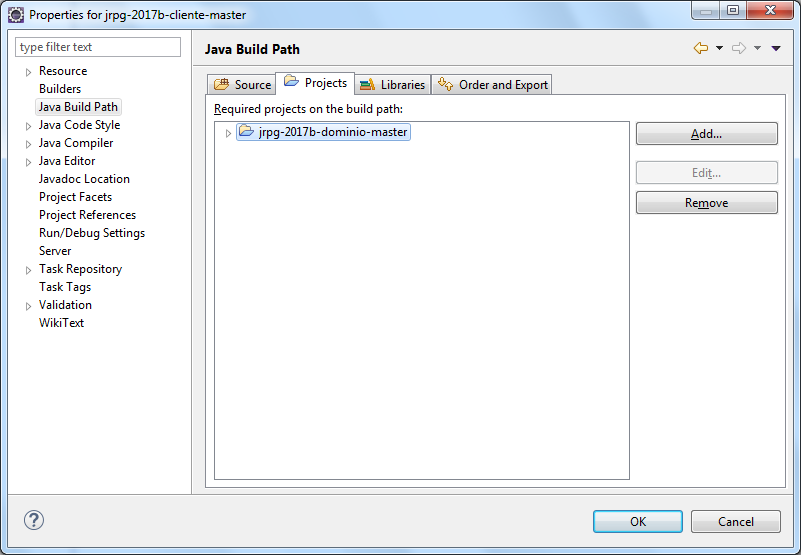 Properties for jrpg-2017b-cliente-master
type filter text
Resource
Builders
Java Build Path
Java Code Style
Java Compiler
Java Editor
Javadoc Location
Project Facets
Project References
Run/Debug Settings
Server
Task Repository
Task Tags
Validation
WikiText
Java Build Path
Source Projects Libraries Order and Export
Required projects on the build path:
jrpg-2017b-dominio-master
Add...
Edit...
Remove
?
OK Cancel